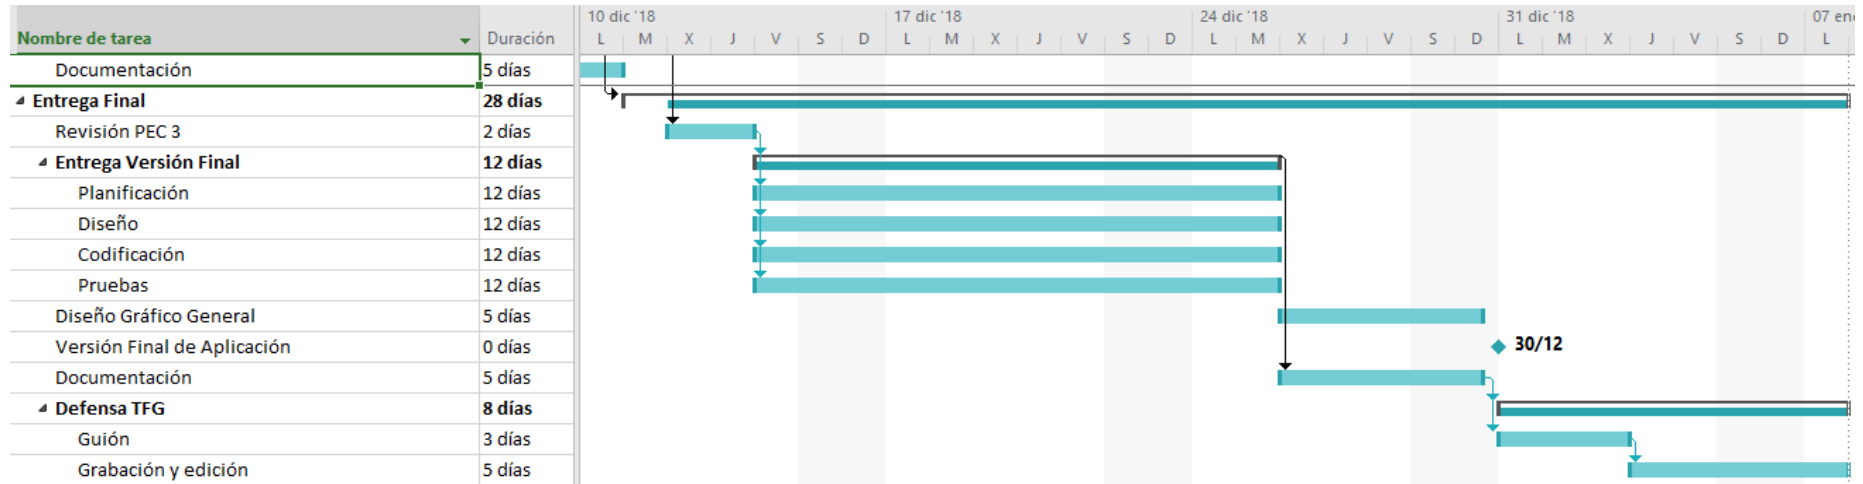 10 dic '18 17 dic '18 24 dic '18 31 dic '18 07 en
Nombre de tarea Duración L M X J V S D L M X J V S D L M X J V S D L M X J V S D L
Documentación 5 días
Entrega Final 28 días
Revisión PEC 3 2 días
Entrega Versión Final 12 días
Planificación 12 días
Diseño 12 días
Codificación 12 días
Pruebas 12 días
Diseño Gráfico General 5 días
Versión Final de Aplicación 0 días 30/12
Documentación 5 días
Defensa TFG 8 días
Guión 3 días
Grabación y edición 5 días